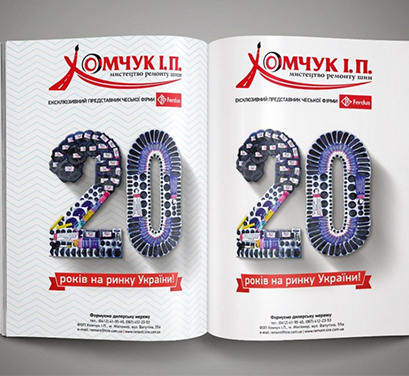 ХОМЧУК І.П.
мистецтво ремонту шин
ЕКСКЛЮЗИВНИЙ ПРЕДСТАВНИК ЧЕСЬКОЇ ФІРМИ Ferdus
20
років на ринку України!
Формуємо дилерську мережу
ХОМЧУК І.П.
мистецтво ремонту шин
ЕКСКЛЮЗИВНИЙ ПРЕДСТАВНИК ЧЕСЬКОЇ ФІРМИ Ferdus
20
років на ринку України!
Формуємо дилерську мережу